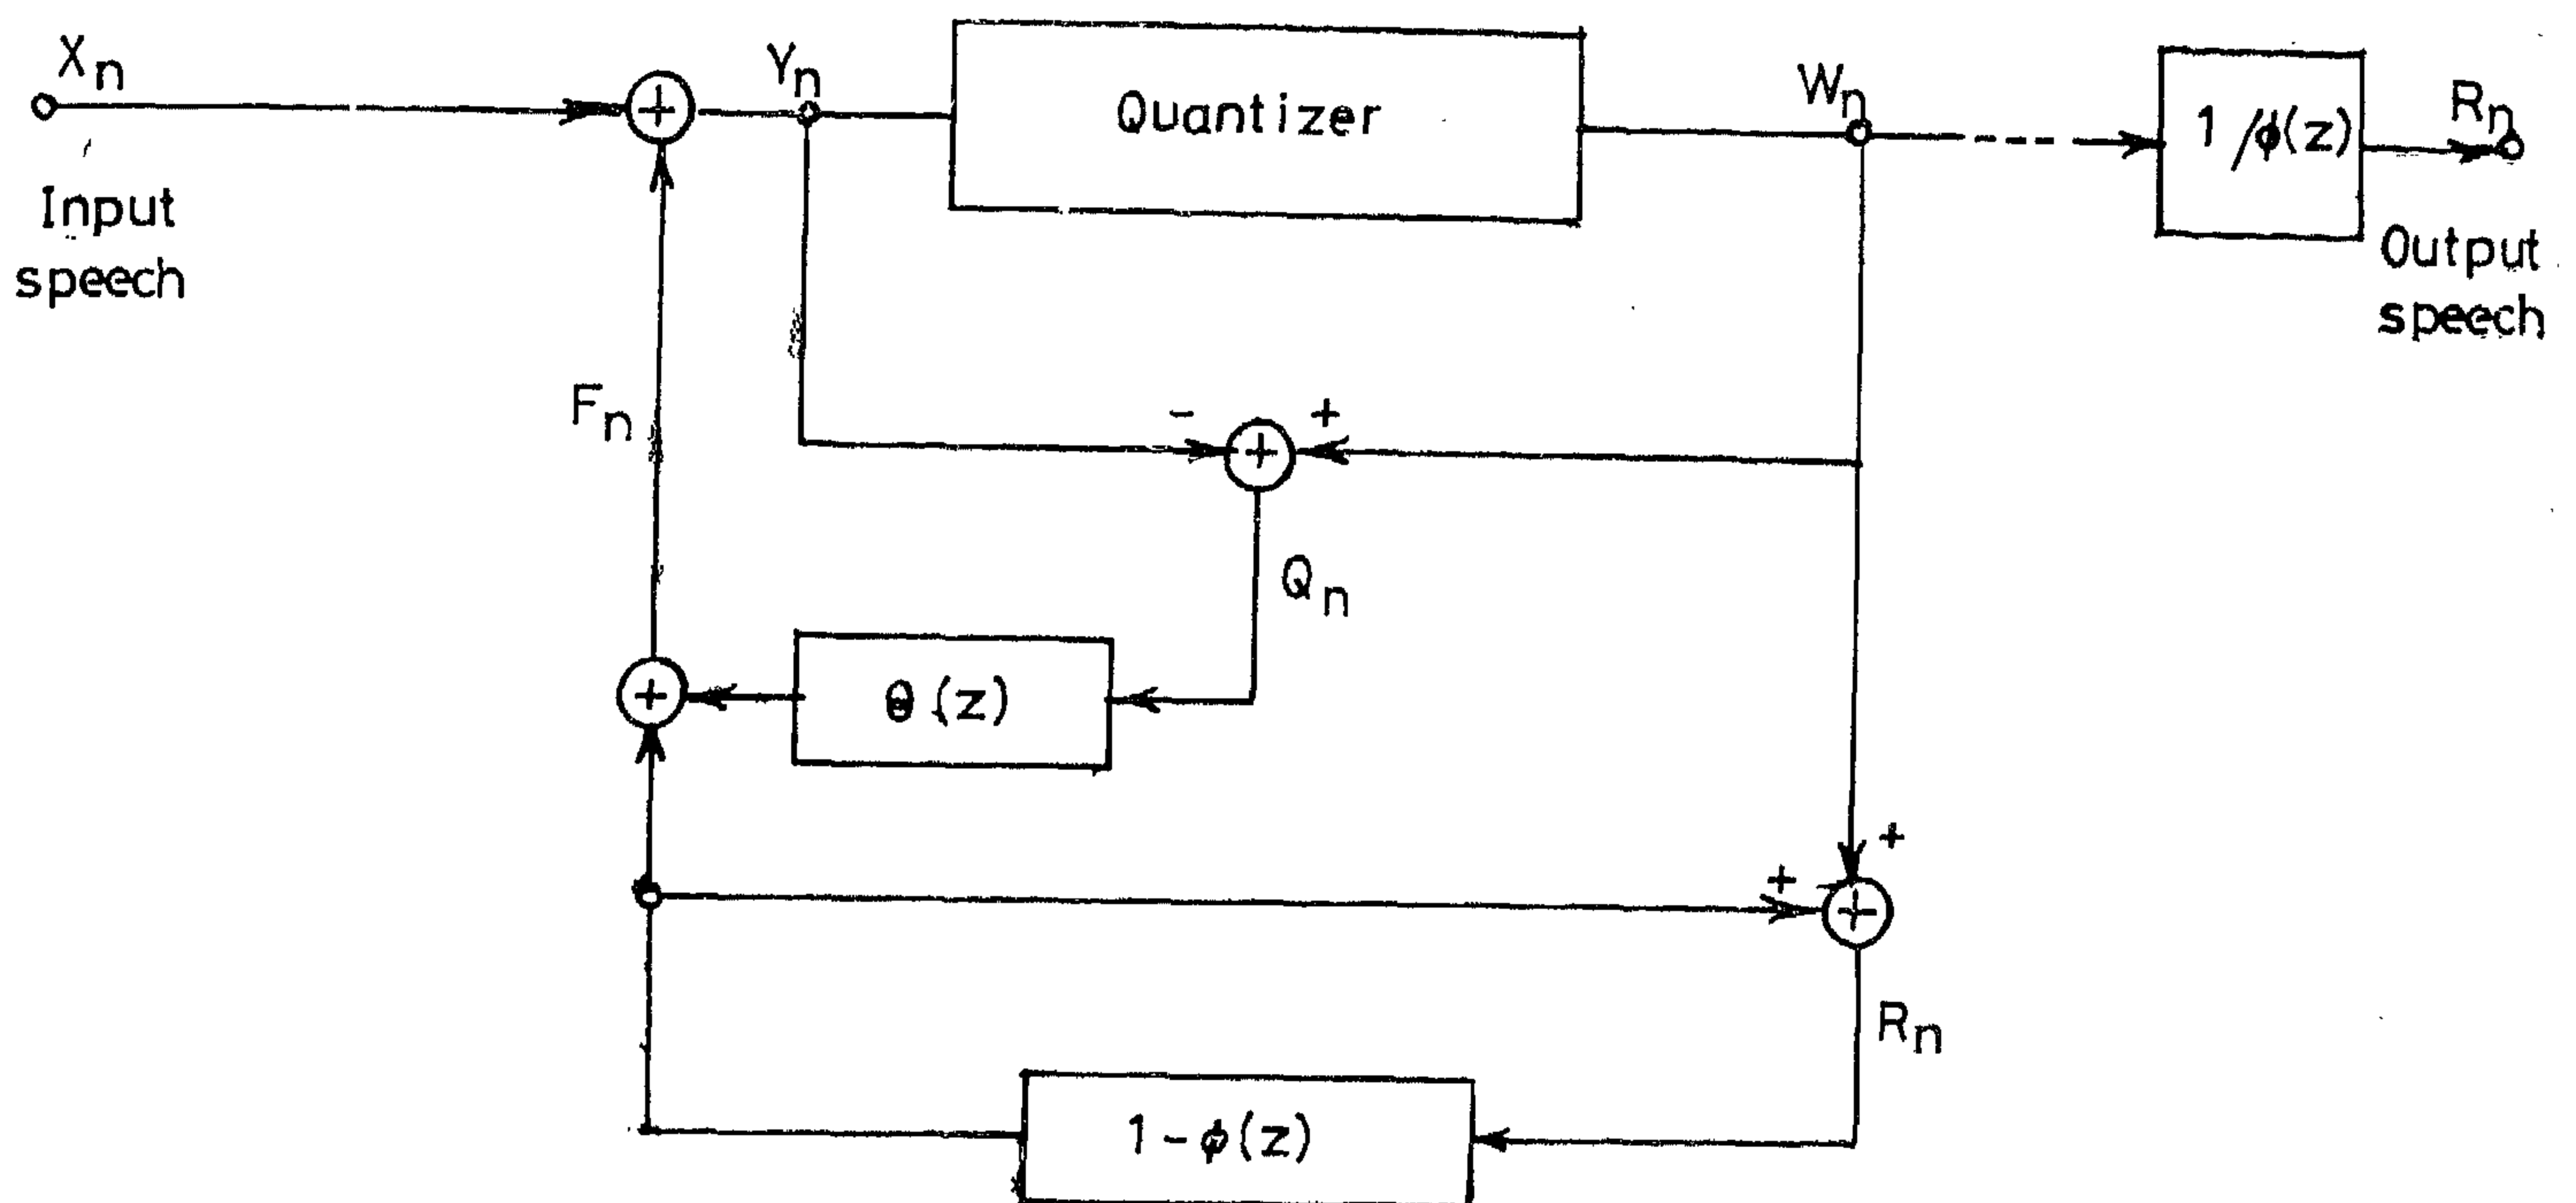 Xn
Input
speech
+
Yn
Quantizer
Wn
1/ϕ(z)
Rn
Output
speech
Fn
-
+
+
Qn
+
θ(z)
+
+
+
Rn
1-ϕ(z)